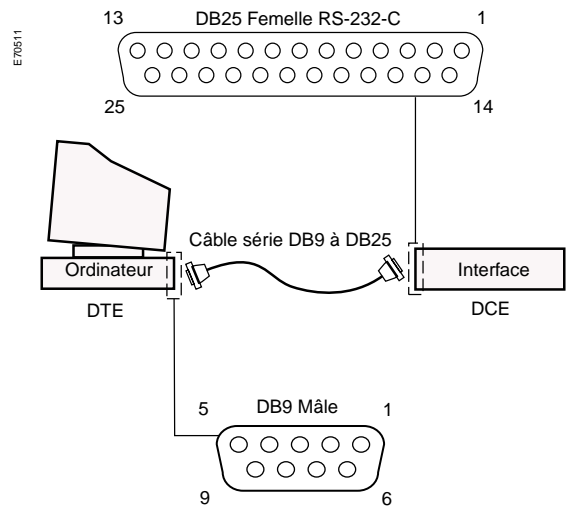 E70511
13 DB25 Femelle RS-232-C 1
25 14
Câble série DB9 à DB25
Ordinateur Interface
DTE DCE
5 DB9 Mâle 1
9 6